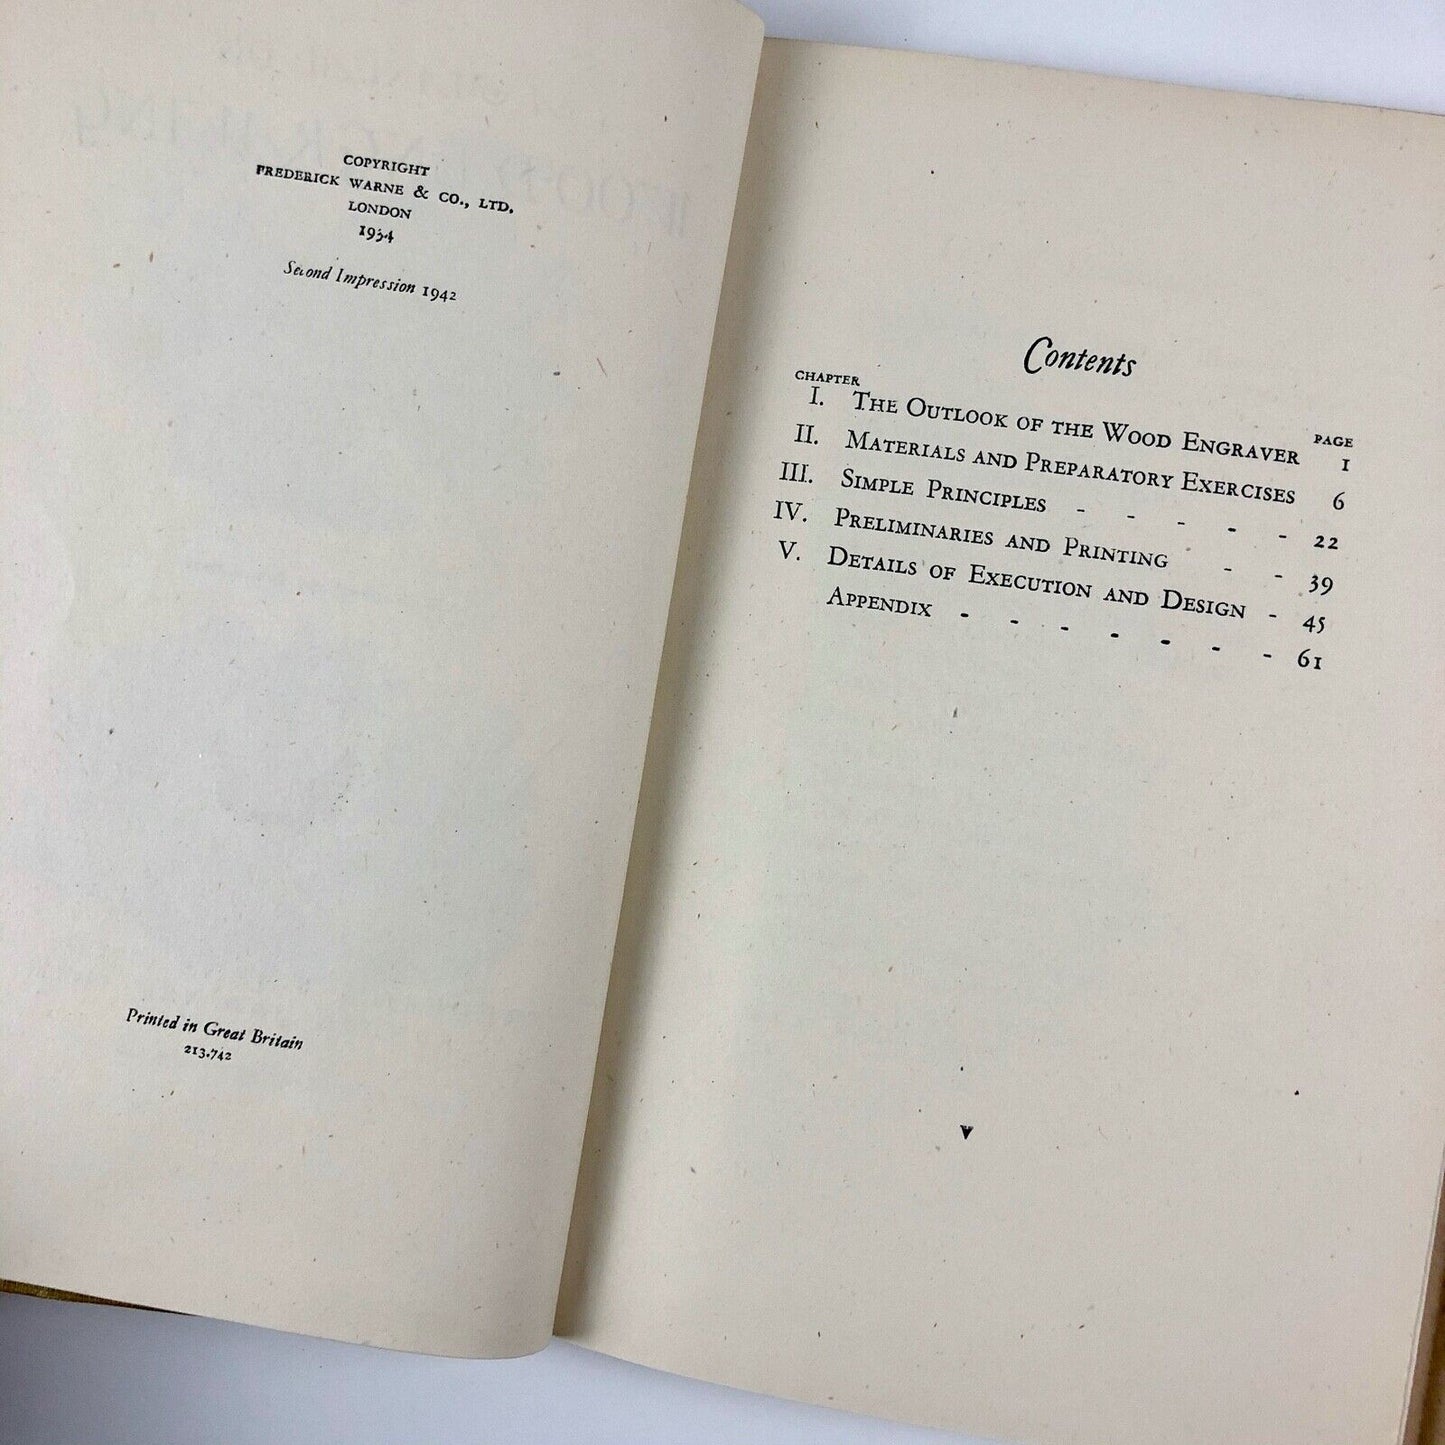 COPYRIGHT
FREDERICK WARNE & CO., LTD.
LONDON
1934
Second Impression 1942
Printed in Great Britain
213.742
Contents
CHAPTER
PAGE
I. THE OUTLOOK OF THE WOOD ENGRAVER 1
II. MATERIALS AND PREPARATORY EXERCISES 6
III. SIMPLE PRINCIPLES - - - - - 22
IV. PRELIMINARIES AND PRINTING - - 39
V. DETAILS OF EXECUTION AND DESIGN - 45
APPENDIX - - - - - - - 61
v